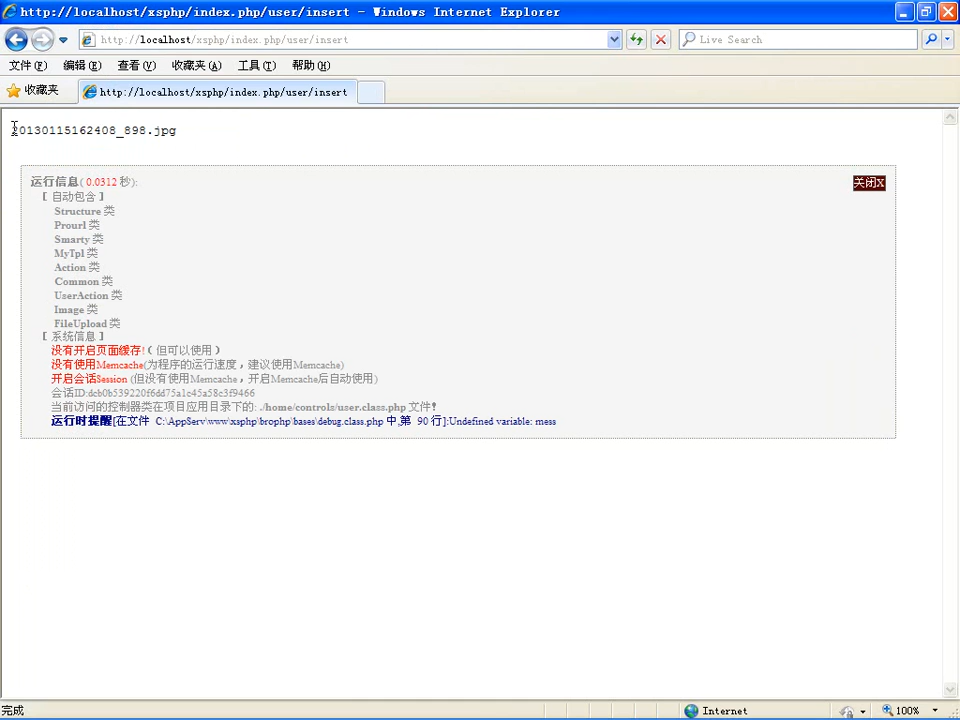 http://localhost/xsphp/index.php/user/insert - Windows Internet Explorer
http://localhost/xsphp/index.php/user/insert
Live Search
文件(F) 编辑(E) 查看(V) 收藏夹(A) 工具(T) 帮助(H)
收藏夹 http://localhost/xsphp/index.php/user/insert
20130115162408_898.jpg
运行信息( 0.0312 秒): 关闭X
[ 自动包含 ]
Structure 类
Prourl 类
Smarty 类
MyTpl 类
Action 类
Common 类
UserAction 类
Image 类
FileUpload 类
[ 系统信息 ]
没有开启页面缓存!( 但可以使用 )
没有使用Memcache(为程序的运行速度，建议使用Memcache)
开启会话Session (但没有使用Memcache，开启Memcache后自动使用)
当前访问的控制器类在项目应用目录下的: ./home/controls/user.class.php 文件！
运行时提醒[在文件 C:\AppServ\www\xsphp\brophp\bases\debug.class.php 中,第 90 行]:Undefined variable: mess
完成 Internet 100%